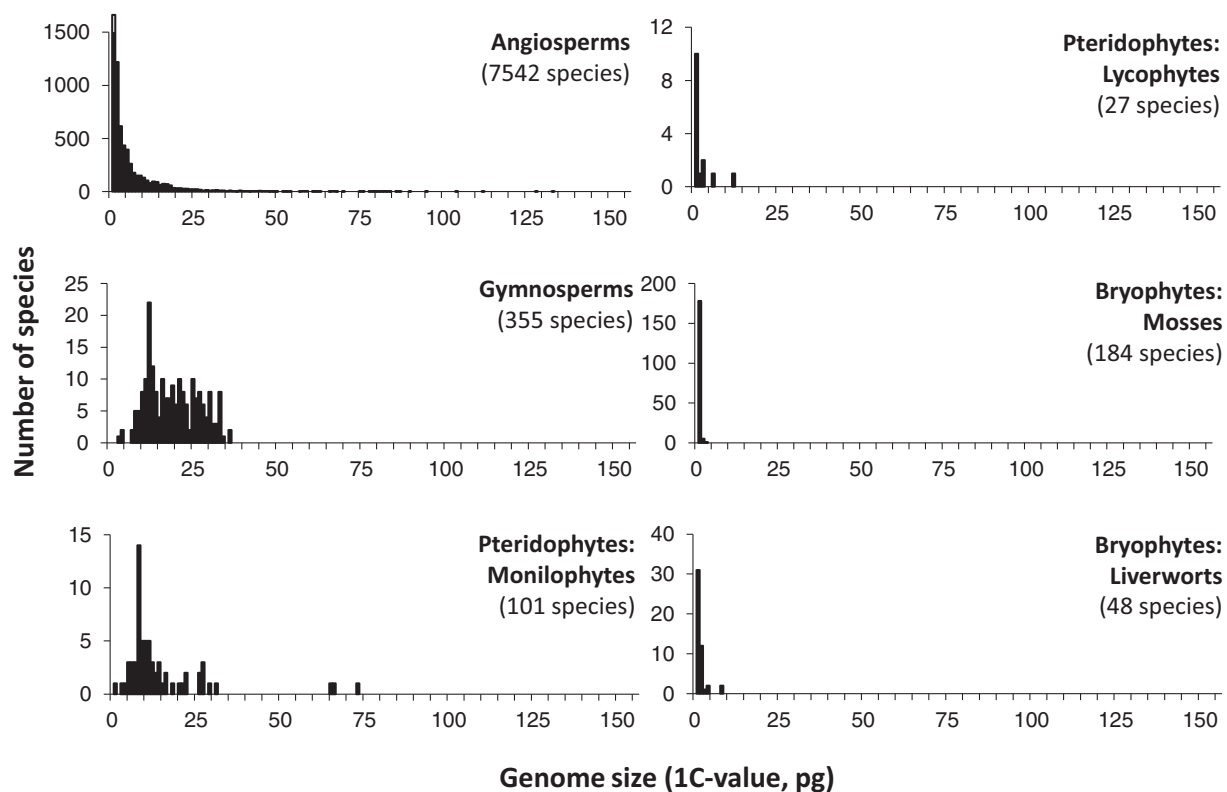 Number of species
1500
1000
500
0
Angiosperms
(7542 species)
0 25 50 75 100 125 150
12
8
4
0
Pteridophytes:
Lycophytes
(27 species)
0 25 50 75 100 125 150
25
20
15
10
5
0
Gymnosperms
(355 species)
0 25 50 75 100 125 150
200
150
100
50
0
Bryophytes:
Mosses
(184 species)
0 25 50 75 100 125 150
15
10
5
0
Pteridophytes:
Monilophytes
(101 species)
0 25 50 75 100 125 150
40
30
20
10
0
Bryophytes:
Liverworts
(48 species)
0 25 50 75 100 125 150
Genome size (1C-value, pg)